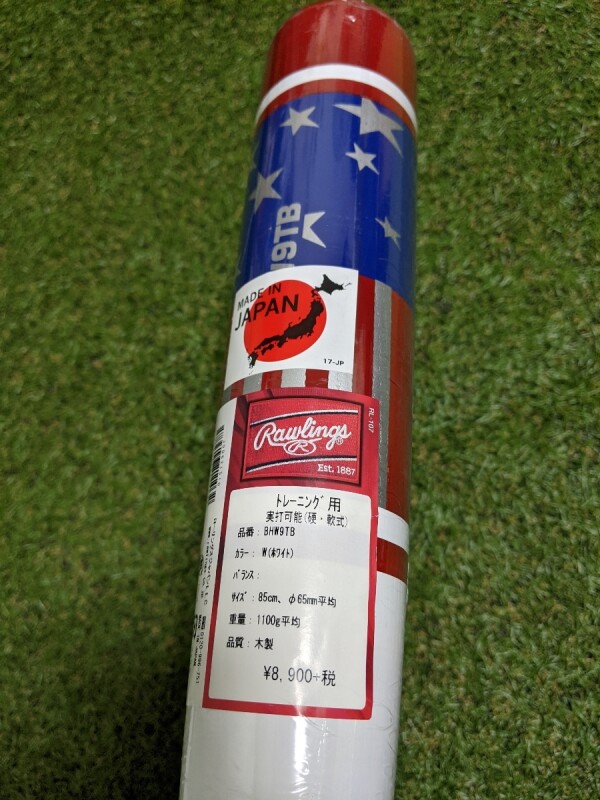 W9TB
MADE IN
JAPAN
17-JP
RL-107
Rawlings®
R
Est. 1887
トレーニング用
実打可能(硬・軟式)
品番:BHW9TB
カラー:W(ホワイト)
バランス:
サイズ:85cm、φ65mm平均
重量:1100g平均
品質:木製
¥8,900+税